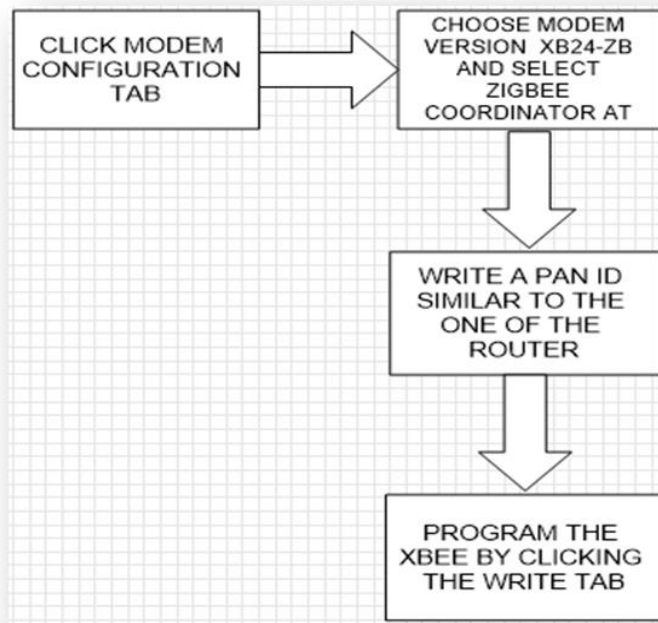 CLICK MODEM
CONFIGURATION
TAB
CHOOSE MODEM
VERSION XB24-ZB
AND SELECT
ZIGBEE
COORDINATOR AT
WRITE A PAN ID
SIMILAR TO THE
ONE OF THE
ROUTER
PROGRAM THE
XBEE BY CLICKING
THE WRITE TAB